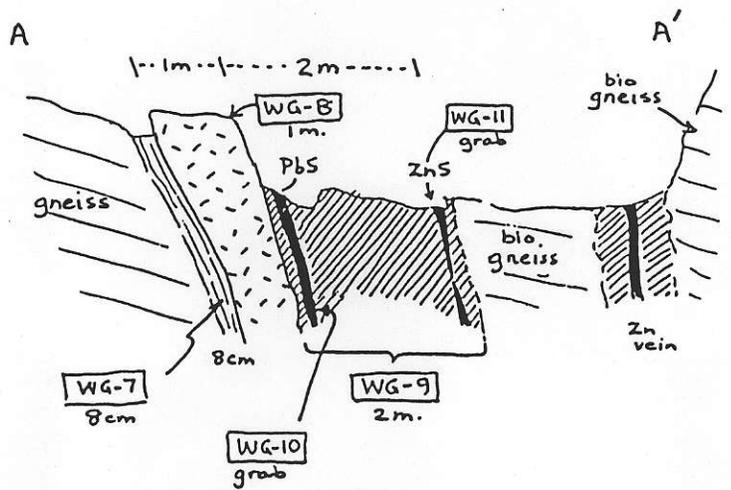 A
A'
|··1m···|···2m······|
bio
gneiss
WG-8
1m.
WG-11
grab
PbS
ZnS
gneiss
bio.
gneiss
8cm
Zn
vein
WG-7
8cm
WG-9
2m.
WG-10
grab